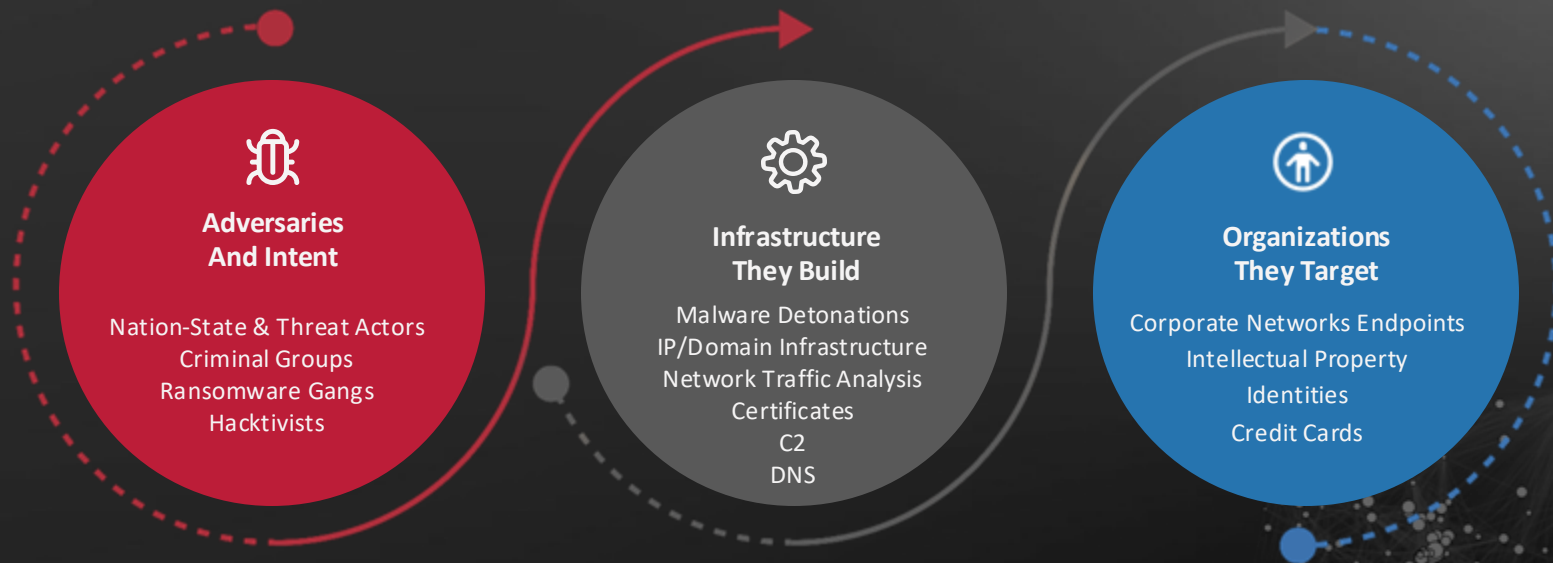 Adversaries
And Intent
Nation-State & Threat Actors
Criminal Groups
Ransomware Gangs
Hacktivists
Infrastructure
They Build
Malware Detonations
IP/Domain Infrastructure
Network Traffic Analysis
Certificates
C2
DNS
Organizations
They Target
Corporate Networks Endpoints
Intellectual Property
Identities
Credit Cards